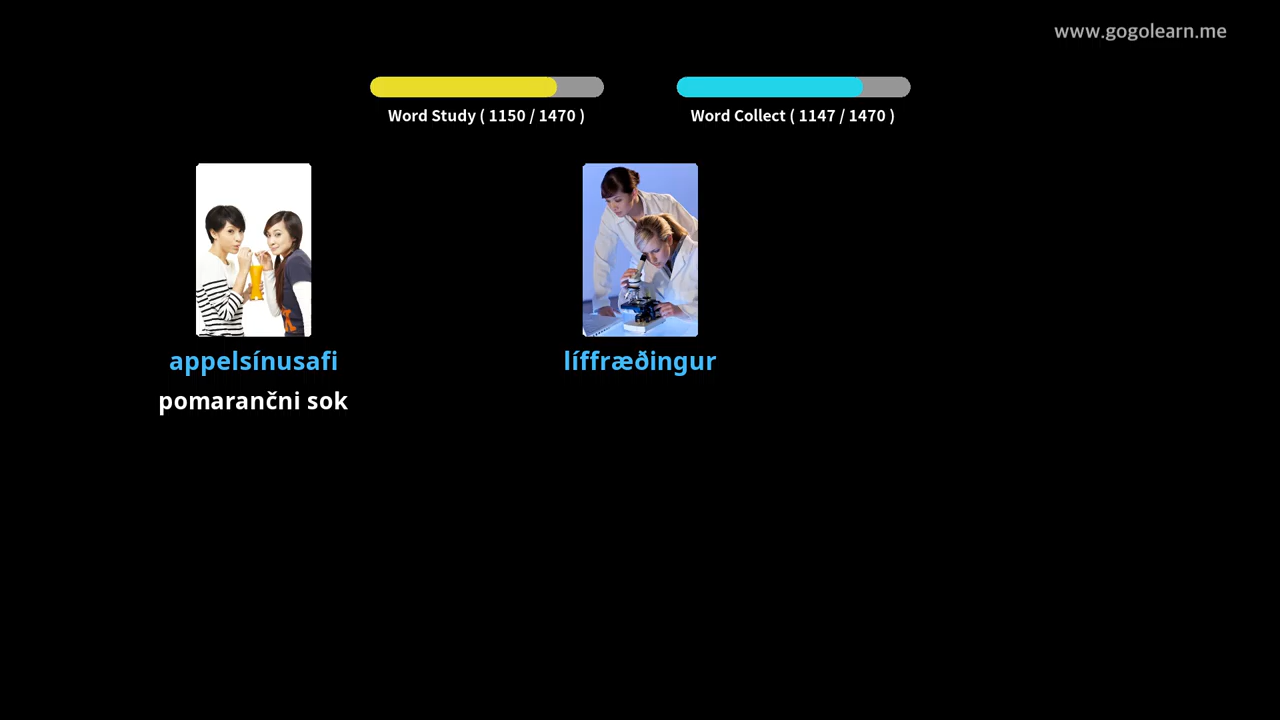 www.gogolearn.me
Word Study ( 1150 / 1470 )
Word Collect ( 1147 / 1470 )
appelsínusafi
líffræðingur
pomarančni sok